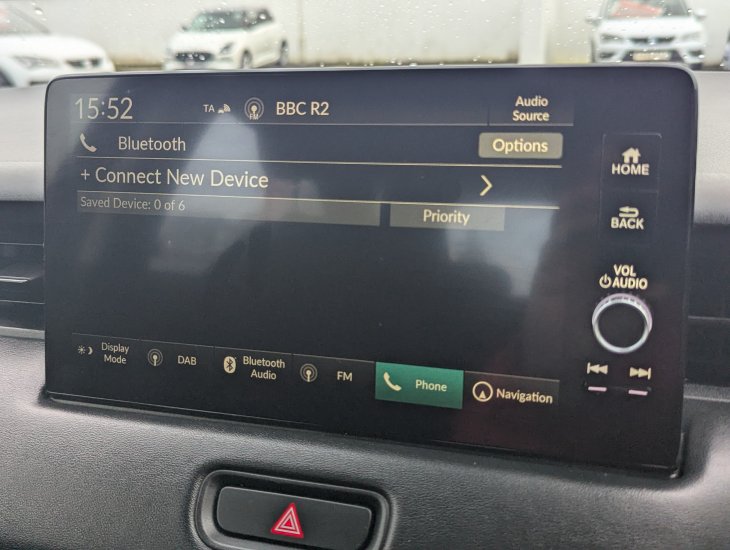 15:52
TA
FM
BBC R2
Audio
Source
Bluetooth
Options
+ Connect New Device
Saved Device: 0 of 6
Priority
HOME
BACK
VOL
AUDIO
Display
Mode
DAB
Bluetooth
Audio
FM
Phone
Navigation